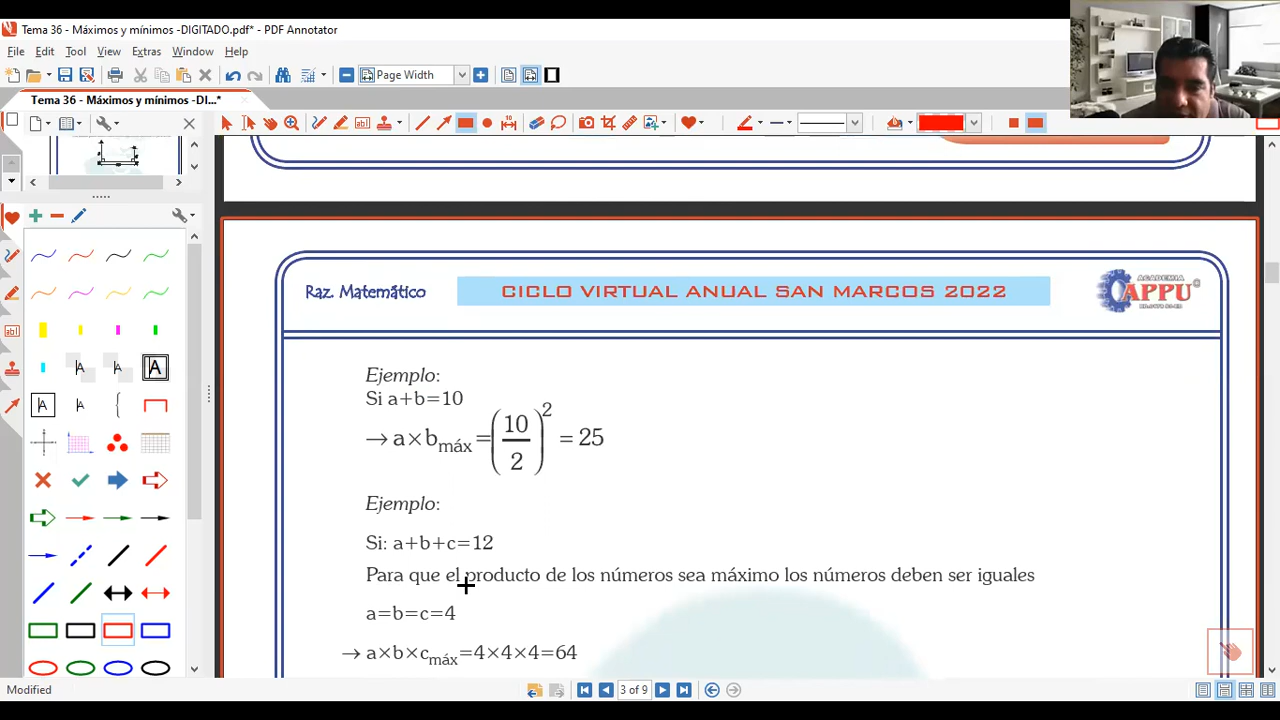 Tema 36 - Máximos y mínimos -DIGITADO.pdf* - PDF Annotator
File Edit Tool View Extras Window Help
Page Width
Tema 36 - Máximos y mínimos -DI...*
Raz. Matemático
CICLO VIRTUAL ANUAL SAN MARCOS 2022
ACADEMIA
APPU
Ejemplo:
Si a+b=10
→ a×bmáx =(10/2)2 = 25
Ejemplo:
Si: a+b+c=12
Para que el producto de los números sea máximo los números deben ser iguales
a=b=c=4
→ a×b×cmáx=4×4×4=64
Modified
3 of 9